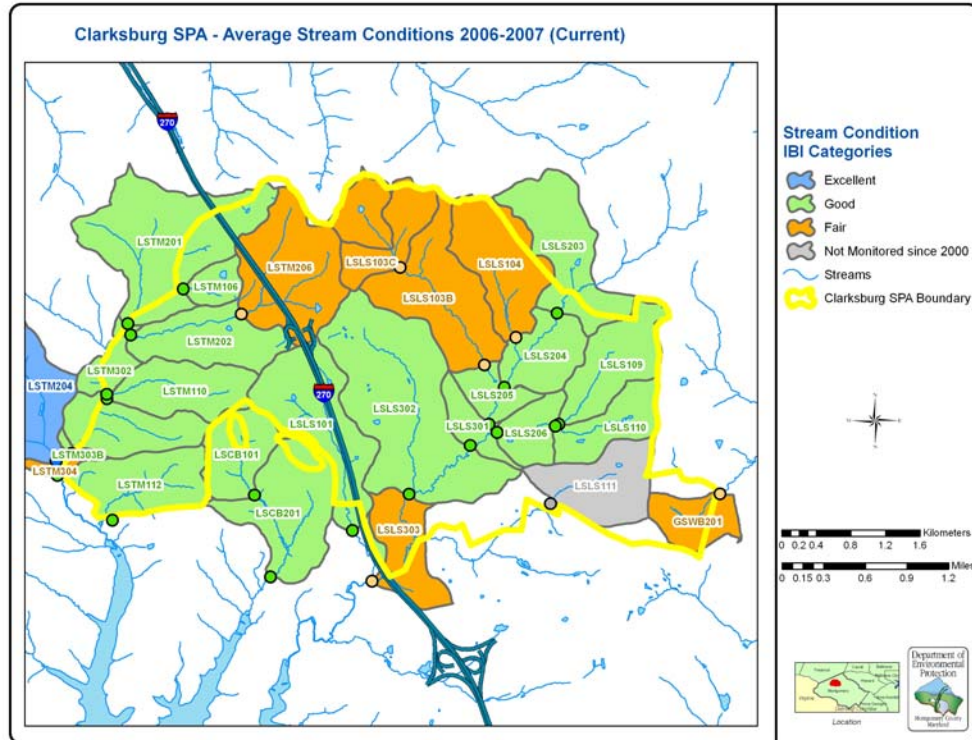 Clarksburg SPA - Average Stream Conditions 2006-2007 (Current)
270
LSTM201
LSTM206
LSLS103C
LSLS104
LSLS203
LSTM106
LSLS103B
LSTM202
LSLS204
LSLS109
LSTM204
LSTM302
LSTM110
270
LSLS205
LSLS101
LSLS302
LSLS301
LSLS206
LSLS110
LSTM303B
LSCB101
LSTM304
LSTM112
LSLS111
LSCB201
LSLS303
GSWB201
Stream Condition
IBI Categories
Excellent
Good
Fair
Not Monitored since 2000
Streams
Clarksburg SPA Boundary
Kilometers
0 0.2 0.4 0.8 1.2 1.6
Miles
0 0.15 0.3 0.6 0.9 1.2
Location
Department of
Environmental
Protection
Montgomery County
Maryland